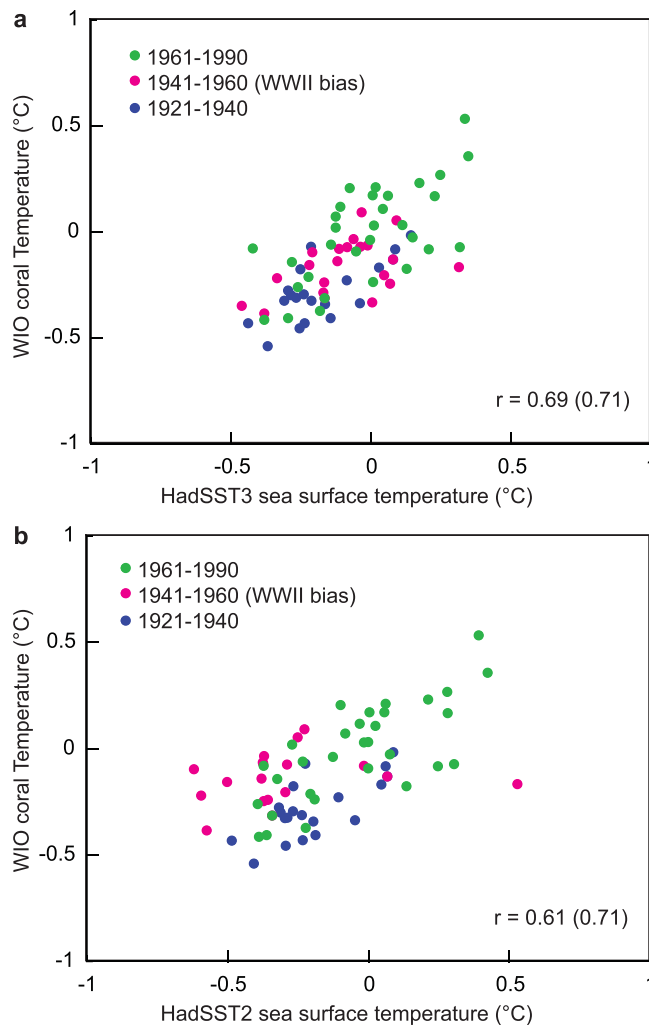 a
1
1961-1990
1941-1960 (WWII bias)
1921-1940
0.5
0
-0.5
-1
WIO coral Temperature (°C)
r = 0.69 (0.71)
-1 -0.5 0 0.5 1
HadSST3 sea surface temperature (°C)
b
1
1961-1990
1941-1960 (WWII bias)
1921-1940
0.5
0
-0.5
-1
WIO coral Temperature (°C)
r = 0.61 (0.71)
-1 -0.5 0 0.5 1
HadSST2 sea surface temperature (°C)